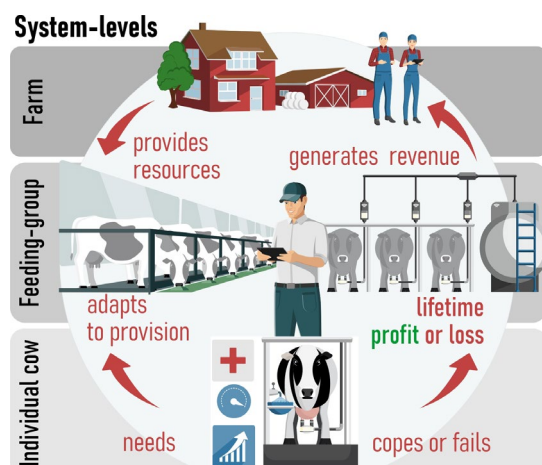 System-levels
Farm
provides
resources
generates revenue
Feeding-group
adapts
to provision
lifetime
profit or loss
Individual cow
needs
copes or fails